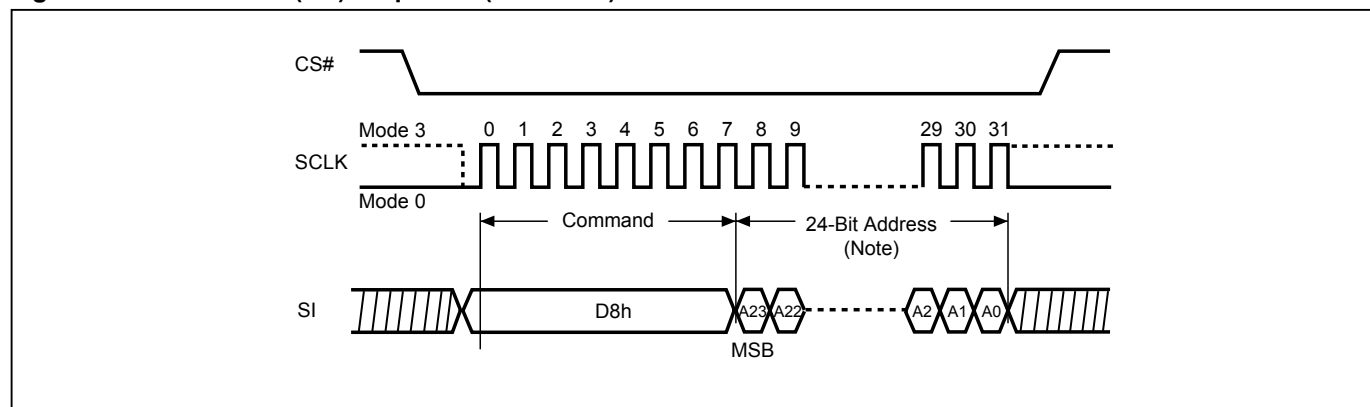 CS#
Mode 3
0 1 2 3 4 5 6 7 8 9 29 30 31
SCLK
Mode 0
Command
24-Bit Address
(Note)
SI
D8h
A23 A22 A2 A1 A0
MSB